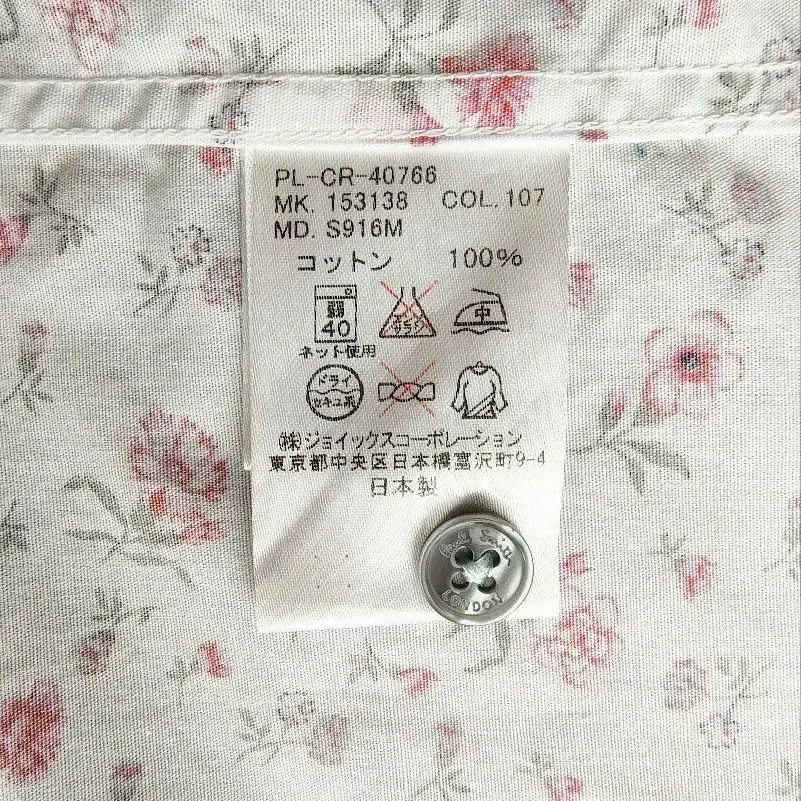 PL-CR-40766
MK. 153138 COL. 107
MD. S916M
コットン 100%
弱 40
エンソ サラシ
中
ネット使用
ドライ
セキユ系
㈱ジョイックスコーポレーション
東京都中央区日本橋富沢町9-4
日本製
Paul Smith
LONDON